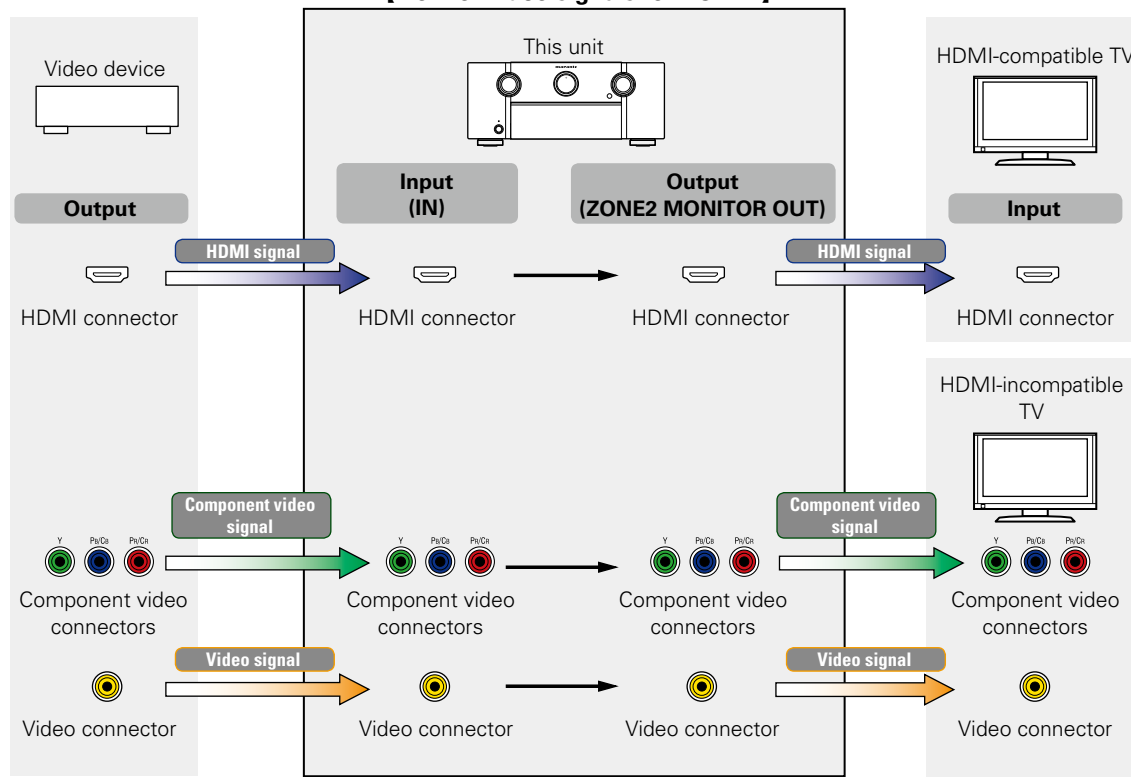 This unit
Video device
HDMI-compatible TV
Input
(IN)
Output
(ZONE2 MONITOR OUT)
Output
Input
HDMI signal
HDMI signal
HDMI connector
HDMI connector
HDMI connector
HDMI connector
HDMI-incompatible
TV
Component video
signal
Component video
signal
Y PB/CB PR/CR
Y PB/CB PR/CR
Y PB/CB PR/CR
Y PB/CB PR/CR
Component video
connectors
Component video
connectors
Component video
connectors
Component video
connectors
Video signal
Video signal
Video connector
Video connector
Video connector
Video connector